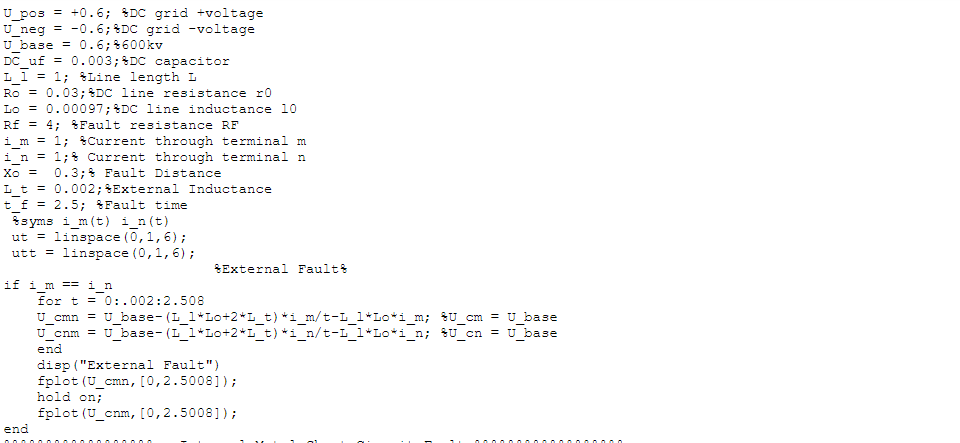 U_pos = +0.6; %DC grid +voltage
U_neg = -0.6;%DC grid -voltage
U_base = 0.6;%600kv
DC_uf = 0.003;%DC capacitor
L_l = 1; %Line length L
Ro = 0.03;%DC line resistance r0
Lo = 0.00097;%DC line inductance l0
Rf = 4; %Fault resistance RF
i_m = 1; %Current through terminal m
i_n = 1;% Current through terminal n
Xo =  0.3;% Fault Distance
L_t = 0.002;%External Inductance
t_f = 2.5; %Fault time
%syms i_m(t) i_n(t)
ut = linspace(0,1,6);
utt = linspace(0,1,6);
%External Fault%
if i_m == i_n
for t = 0:.002:2.508
U_cmn = U_base-(L_l*Lo+2*L_t)*i_m/t-L_l*Lo*i_m; %U_cm = U_base
U_cnm = U_base-(L_l*Lo+2*L_t)*i_n/t-L_l*Lo*i_n; %U_cn = U_base
end
disp("External Fault")
fplot(U_cmn,[0,2.5008]);
hold on;
fplot(U_cnm,[0,2.5008]);
end